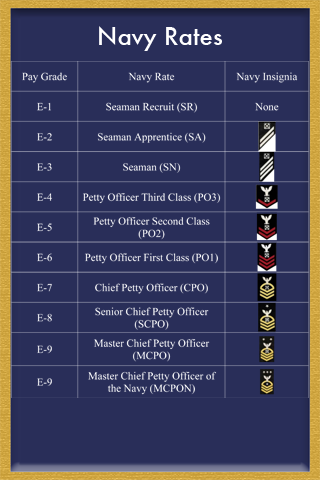 Navy Rates
Pay Grade Navy Rate Navy Insignia
E-1 Seaman Recruit (SR) None
E-2 Seaman Apprentice (SA)
E-3 Seaman (SN)
E-4 Petty Officer Third Class (PO3)
E-5 Petty Officer Second Class
(PO2)
E-6 Petty Officer First Class (PO1)
E-7 Chief Petty Officer (CPO)
E-8 Senior Chief Petty Officer
(SCPO)
E-9 Master Chief Petty Officer
(MCPO)
E-9 Master Chief Petty Officer of
the Navy (MCPON)